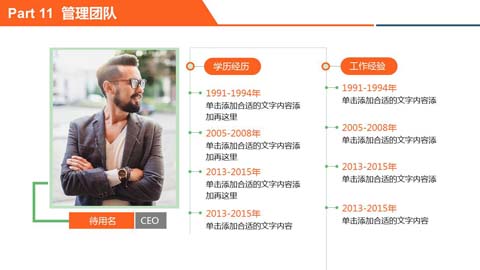 Part 11 管理团队
学历经历
1991-1994年
单击添加合适的文字内容添
加再这里
2005-2008年
单击添加合适的文字内容添
加再这里
2013-2015年
单击添加合适的文字内容添
加再这里
2013-2015年
单击添加合适的文字内容
工作经验
1991-1994年
单击添加合适的文字内容添
2005-2008年
单击添加合适的文字内容添
2013-2015年
单击添加合适的文字内容添
2013-2015年
单击添加合适的文字内容
待用名
CEO